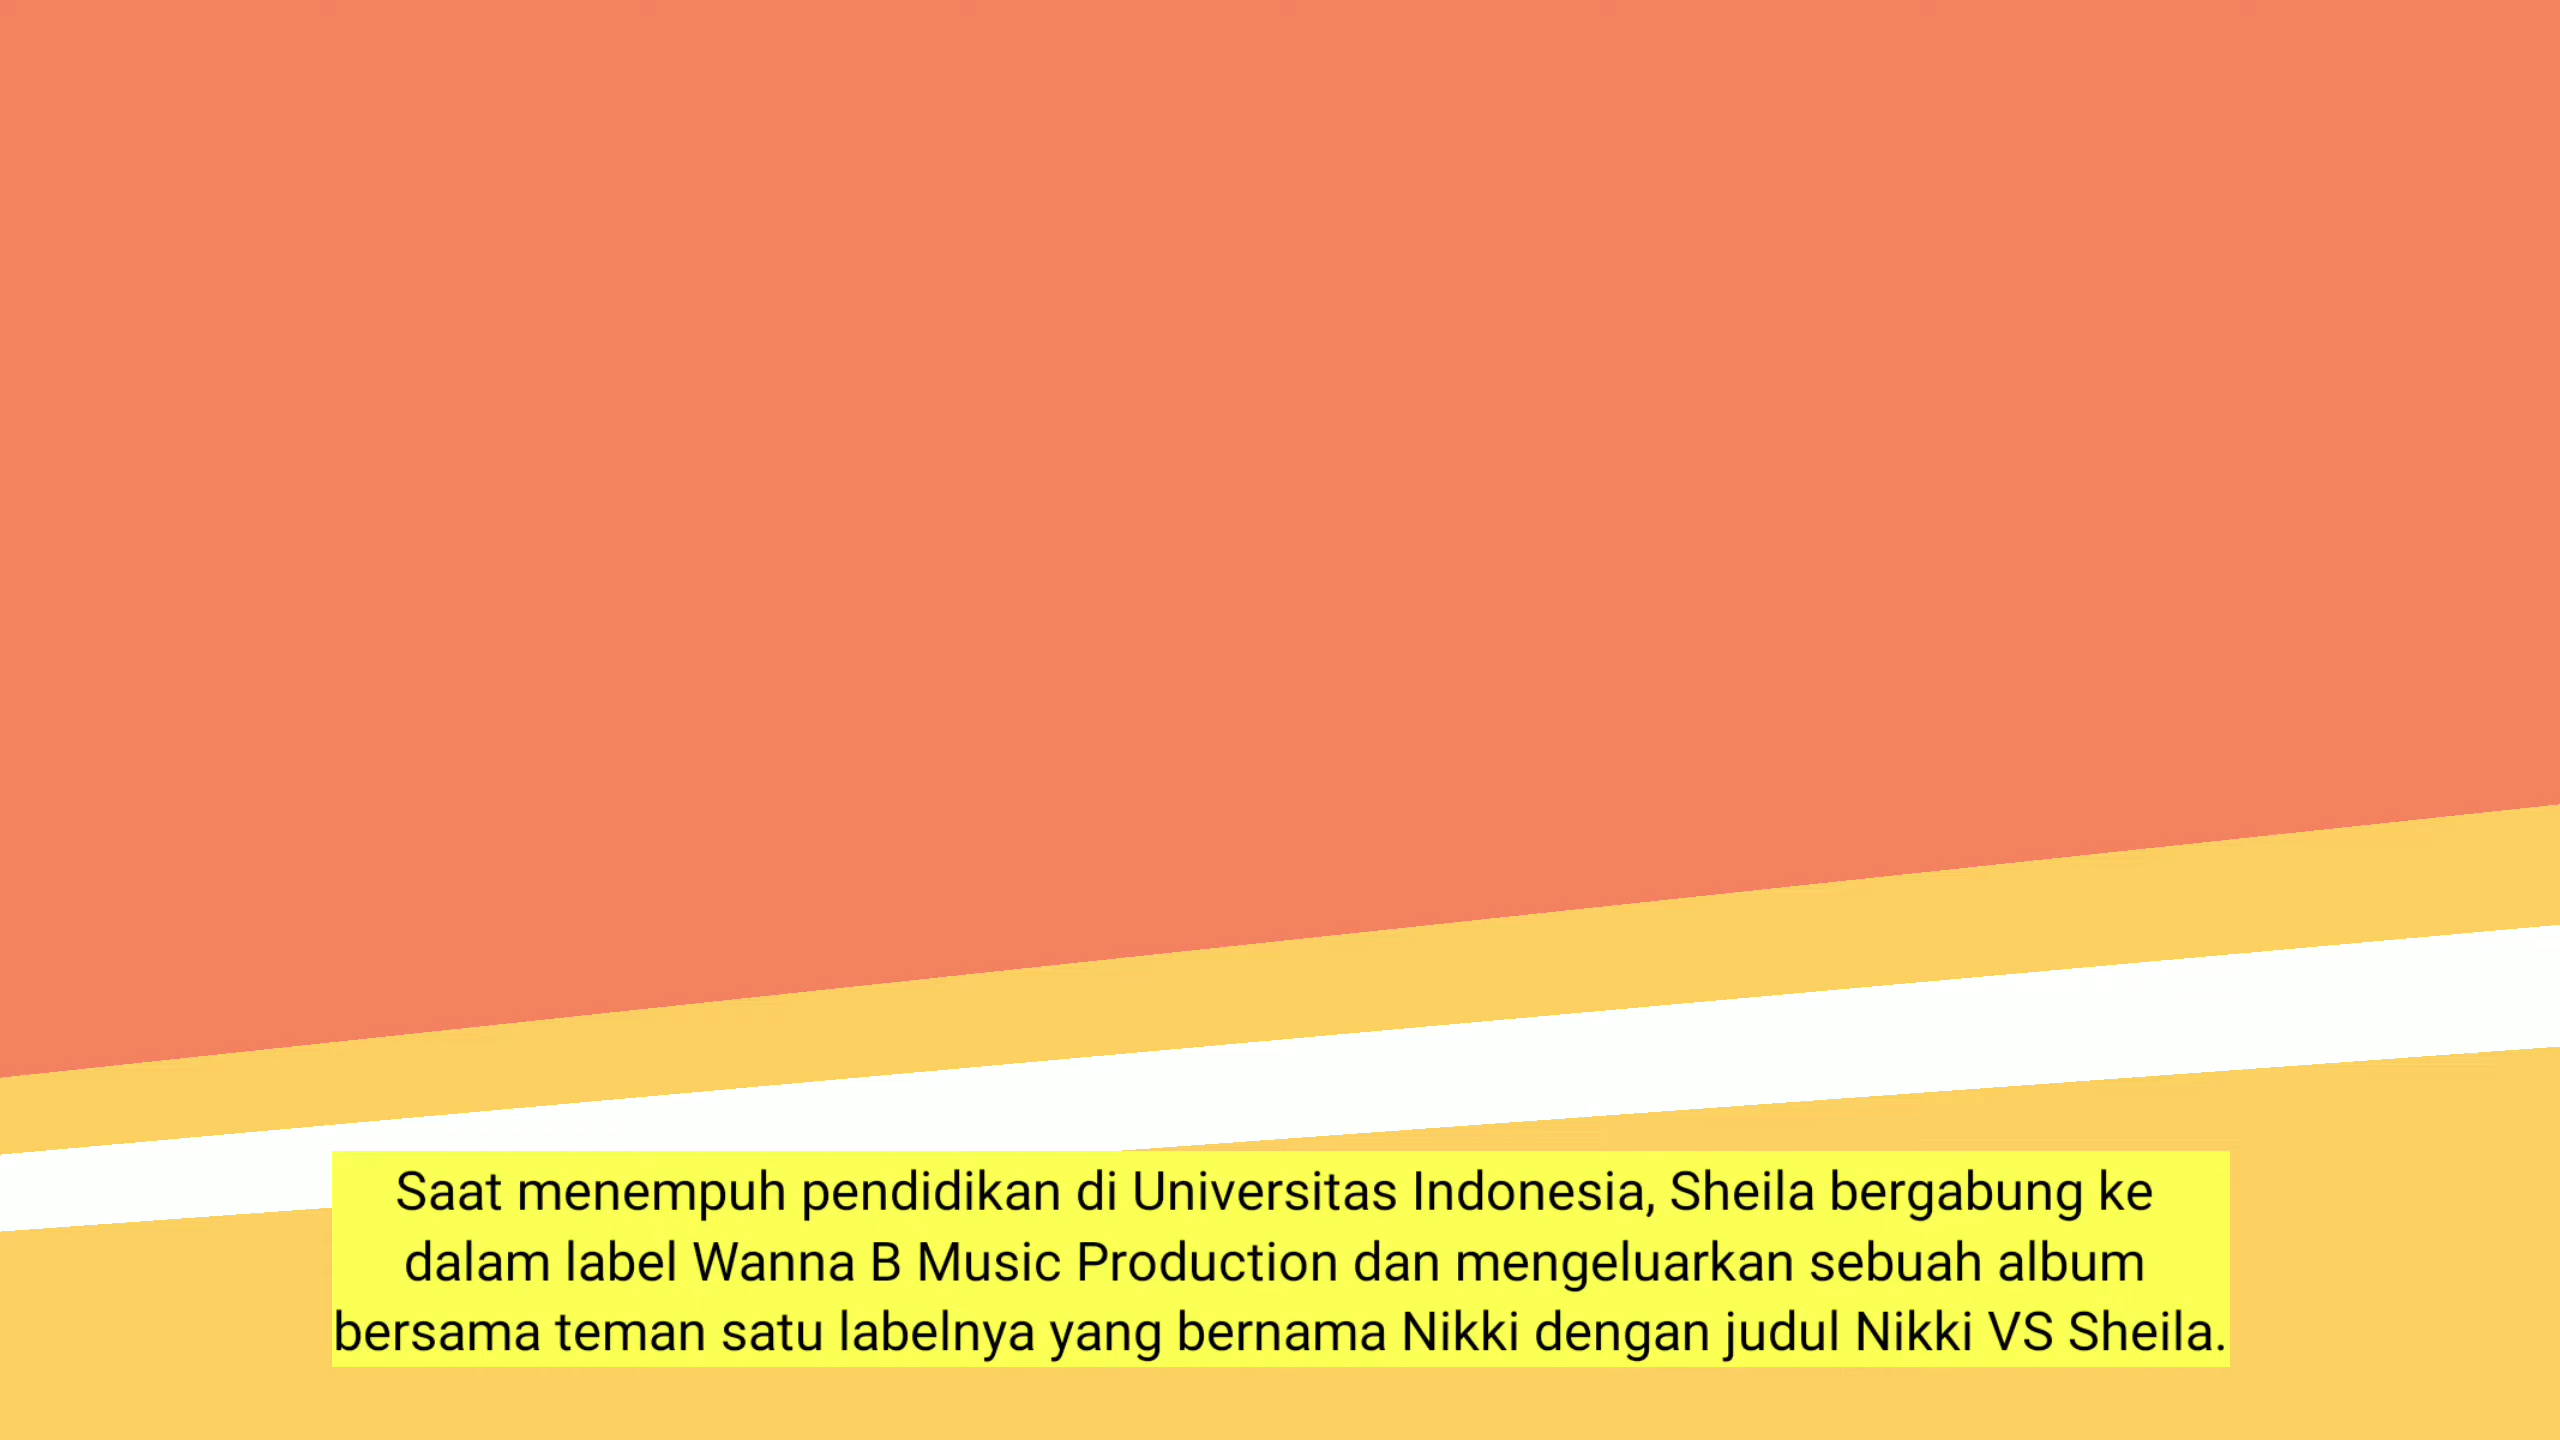 Saat menempuh pendidikan di Universitas Indonesia, Sheila bergabung ke
dalam label Wanna B Music Production dan mengeluarkan sebuah album
bersama teman satu labelnya yang bernama Nikki dengan judul Nikki VS Sheila.